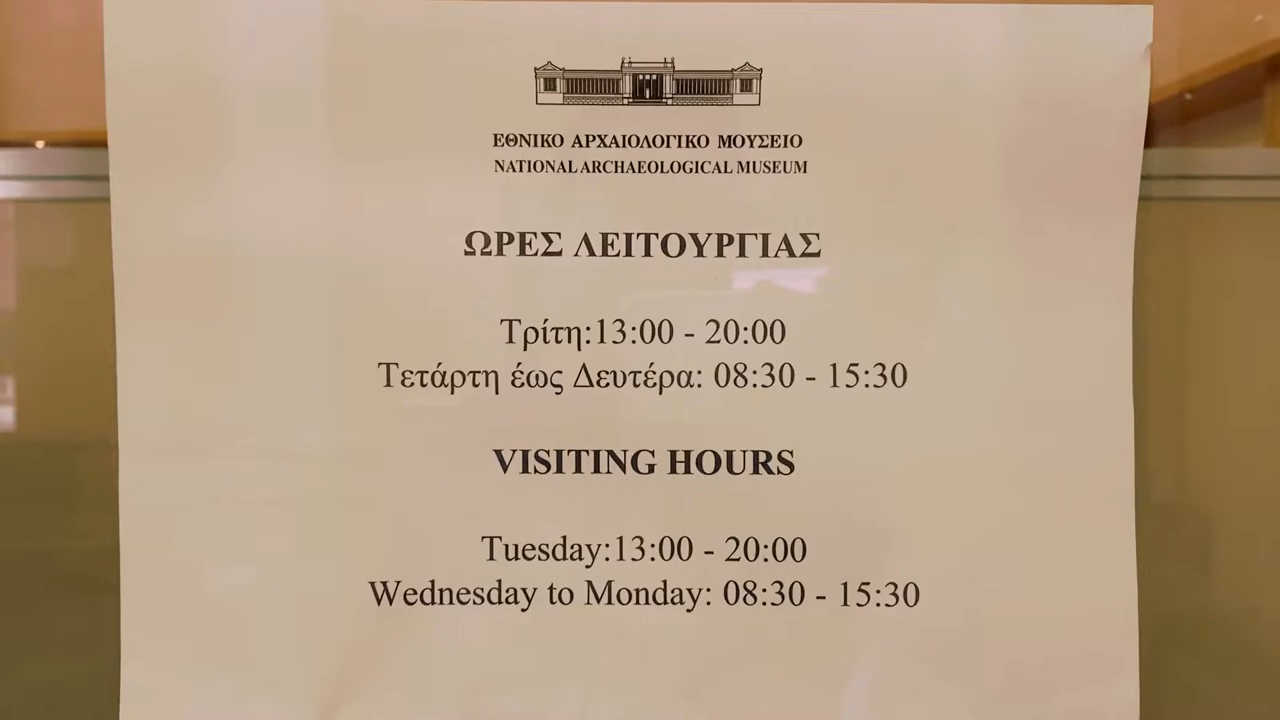 ΕΘΝΙΚΟ ΑΡΧΑΙΟΛΟΓΙΚΟ ΜΟΥΣΕΙΟ
NATIONAL ARCHAEOLOGICAL MUSEUM
ΩΡΕΣ ΛΕΙΤΟΥΡΓΙΑΣ
Τρίτη:13:00 - 20:00
Τετάρτη έως Δευτέρα: 08:30 - 15:30
VISITING HOURS
Tuesday:13:00 - 20:00
Wednesday to Monday: 08:30 - 15:30